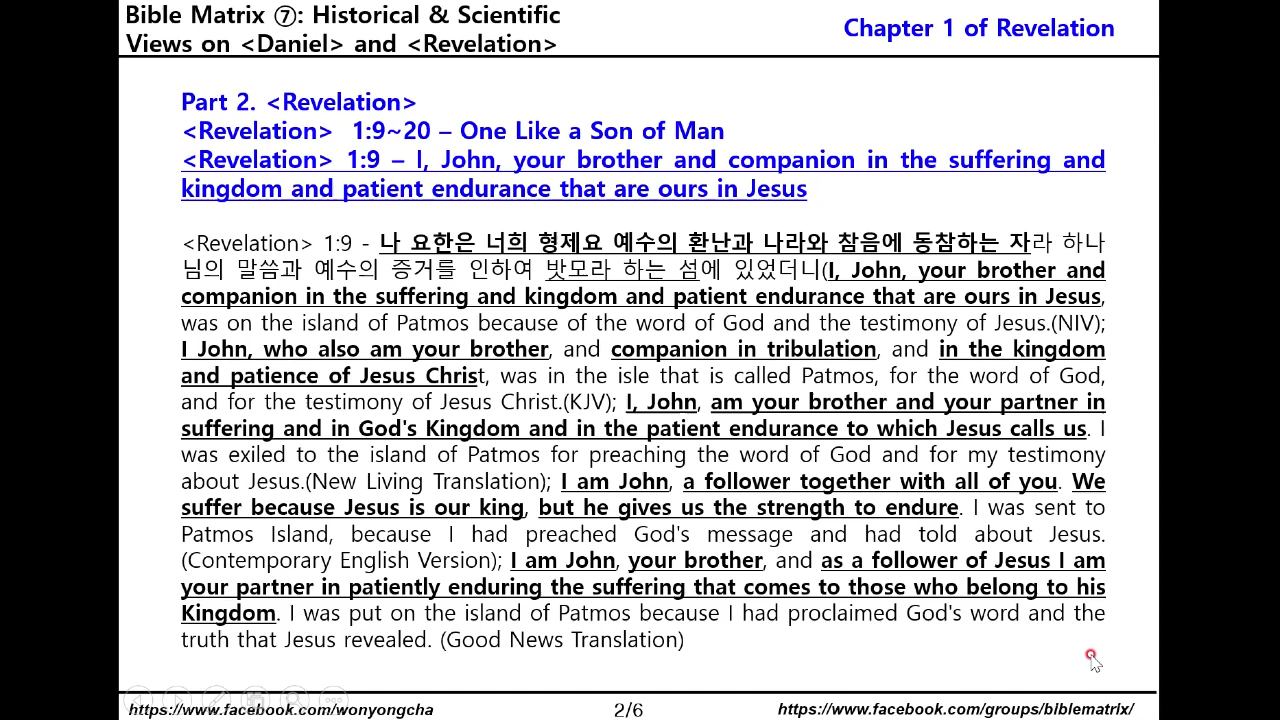 Bible Matrix ⑦: Historical & Scientific
Views on <Daniel> and <Revelation>
Chapter 1 of Revelation
Part 2. <Revelation>
<Revelation> 1:9~20 – One Like a Son of Man
<Revelation> 1:9 – I, John, your brother and companion in the suffering and
kingdom and patient endurance that are ours in Jesus
<Revelation> 1:9 - 나 요한은 너희 형제요 예수의 환난과 나라와 참음에 동참하는 자라 하나
님의 말씀과 예수의 증거를 인하여 밧모라 하는 섬에 있었더니(I, John, your brother and
companion in the suffering and kingdom and patient endurance that are ours in Jesus,
was on the island of Patmos because of the word of God and the testimony of Jesus.(NIV);
I John, who also am your brother, and companion in tribulation, and in the kingdom
and patience of Jesus Christ, was in the isle that is called Patmos, for the word of God,
and for the testimony of Jesus Christ.(KJV); I, John, am your brother and your partner in
suffering and in God's Kingdom and in the patient endurance to which Jesus calls us. I
was exiled to the island of Patmos for preaching the word of God and for my testimony
about Jesus.(New Living Translation); I am John, a follower together with all of you. We
suffer because Jesus is our king, but he gives us the strength to endure. I was sent to
Patmos Island, because I had preached God's message and had told about Jesus.
(Contemporary English Version); I am John, your brother, and as a follower of Jesus I am
your partner in patiently enduring the suffering that comes to those who belong to his
Kingdom. I was put on the island of Patmos because I had proclaimed God's word and the
truth that Jesus revealed. (Good News Translation)
https://www.facebook.com/wonyongcha
2/6
https://www.facebook.com/groups/biblematrix/